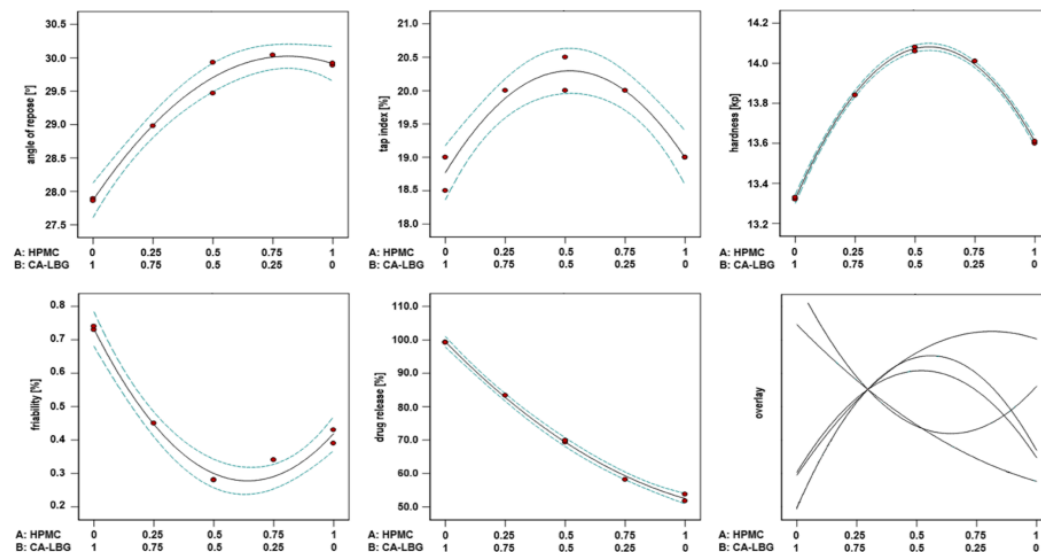 angle of repose [°]
30.5
30.0
29.5
29.0
28.5
28.0
27.5
A: HPMC 0 0.25 0.5 0.75 1
B: CA-LBG 1 0.75 0.5 0.25 0
tap index [%]
21.0
20.5
20.0
19.5
19.0
18.5
18.0
A: HPMC 0 0.25 0.5 0.75 1
B: CA-LBG 1 0.75 0.5 0.25 0
hardness [kp]
14.2
14.0
13.8
13.6
13.4
13.2
A: HPMC 0 0.25 0.5 0.75 1
B: CA-LBG 1 0.75 0.5 0.25 0
friability [%]
0.8
0.7
0.6
0.5
0.4
0.3
0.2
A: HPMC 0 0.25 0.5 0.75 1
B: CA-LBG 1 0.75 0.5 0.25 0
drug release [%]
110.0
100.0
90.0
80.0
70.0
60.0
50.0
A: HPMC 0 0.25 0.5 0.75 1
B: CA-LBG 1 0.75 0.5 0.25 0
overlay
A: HPMC 0 0.25 0.5 0.75 1
B: CA-LBG 1 0.75 0.5 0.25 0